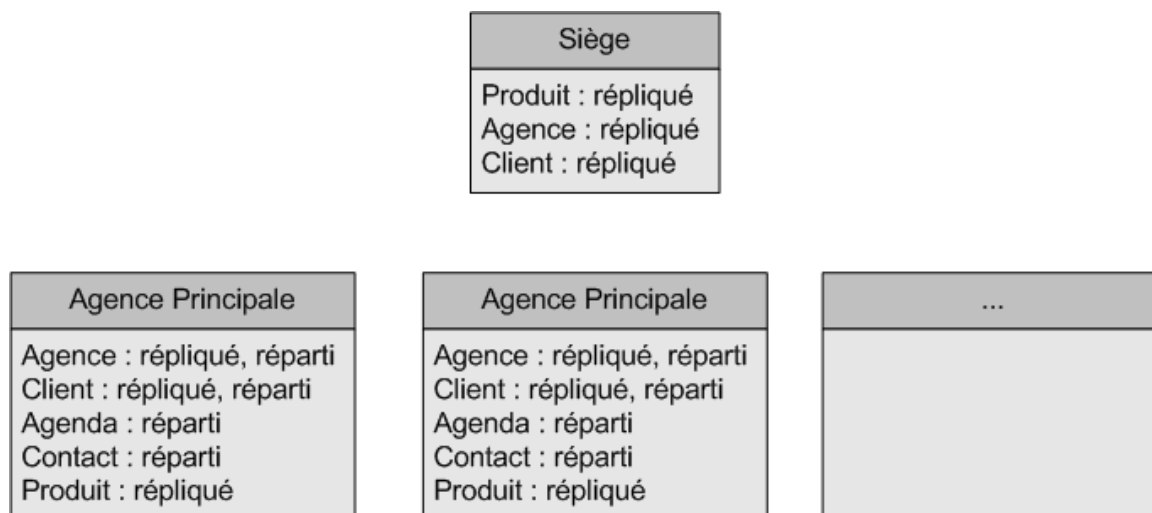 Siège
Produit : répliqué
Agence : répliqué
Client : répliqué
Agence Principale
Agence : répliqué, réparti
Client : répliqué, réparti
Agenda : réparti
Contact : réparti
Produit : répliqué
Agence Principale
Agence : répliqué, réparti
Client : répliqué, réparti
Agenda : réparti
Contact : réparti
Produit : répliqué
...